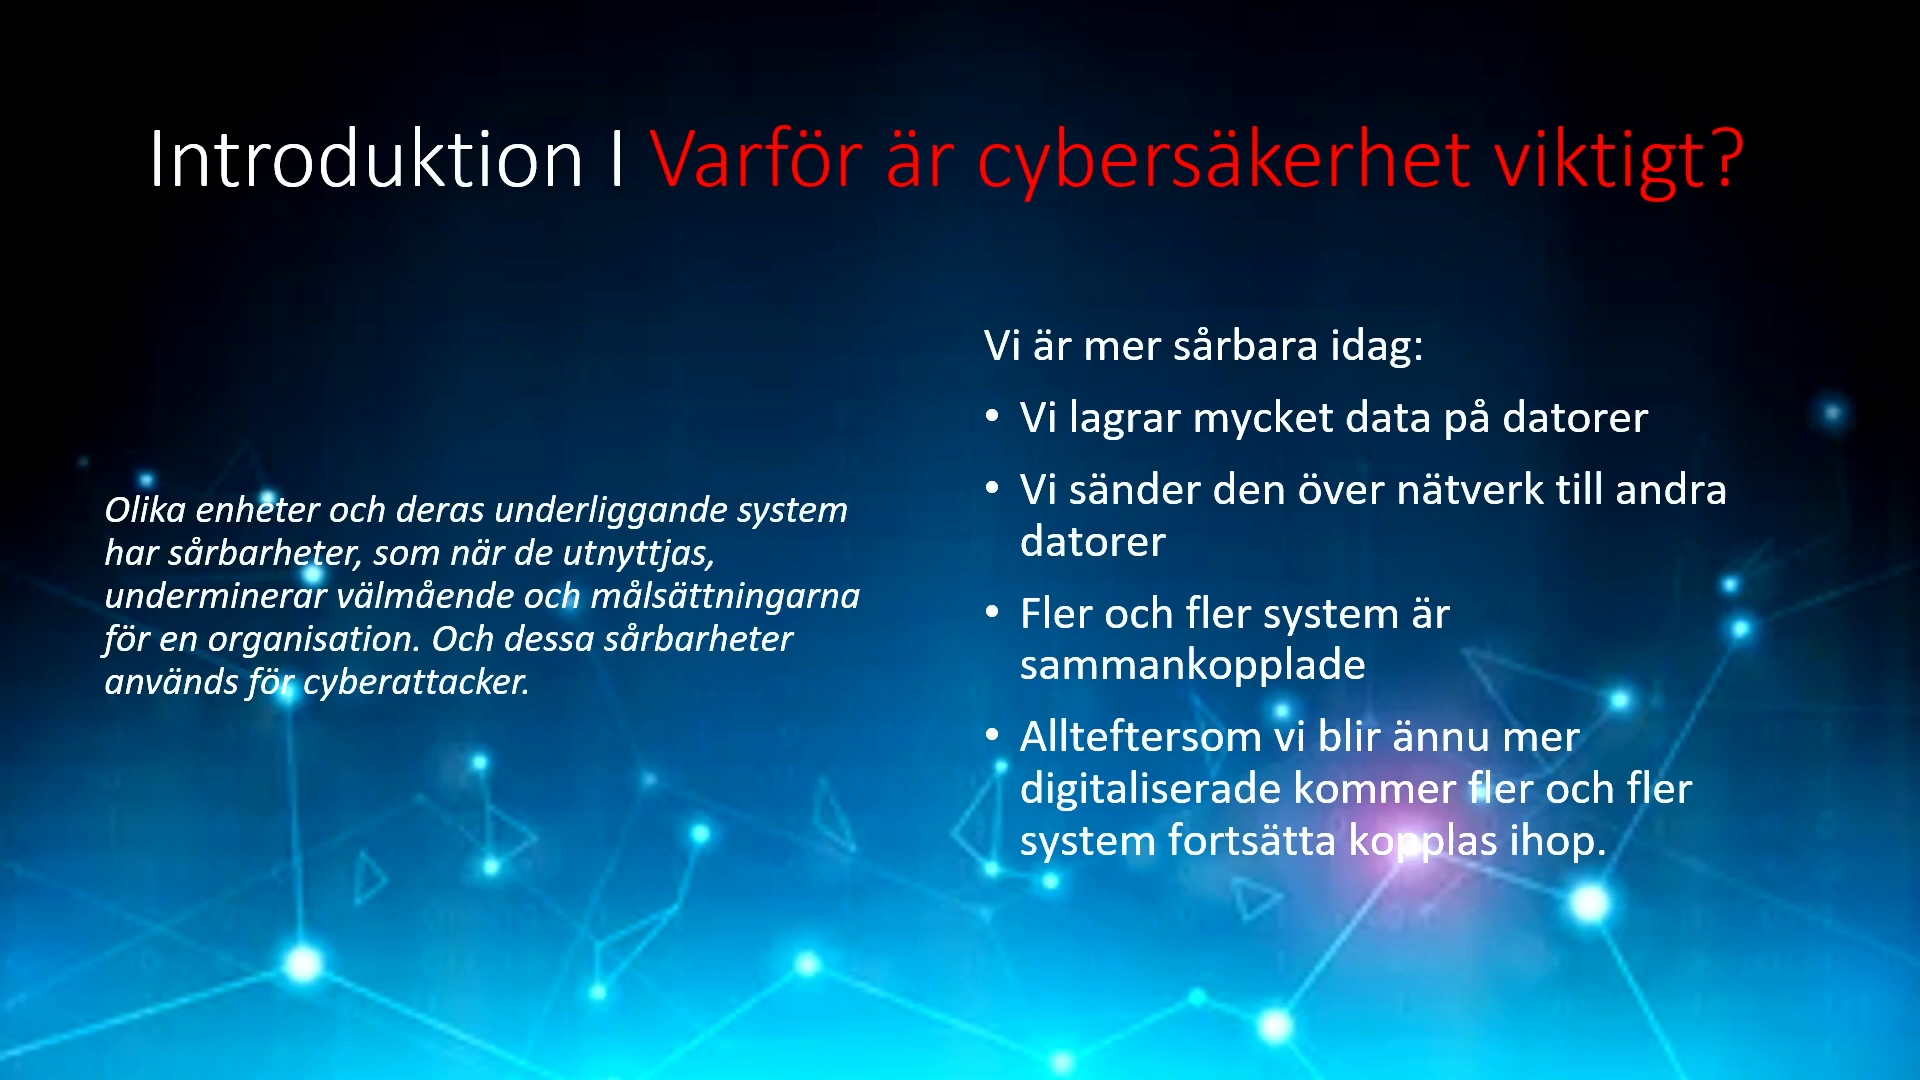 Introduktion I Varför är cybersäkerhet viktigt?
Olika enheter och deras underliggande system
har sårbarheter, som när de utnyttjas,
underminerar välmående och målsättningarna
för en organisation. Och dessa sårbarheter
används för cyberattacker.
Vi är mer sårbara idag:
• Vi lagrar mycket data på datorer
• Vi sänder den över nätverk till andra
datorer
• Fler och fler system är
sammankopplade
• Allteftersom vi blir ännu mer
digitaliserade kommer fler och fler
system fortsätta kopplas ihop.